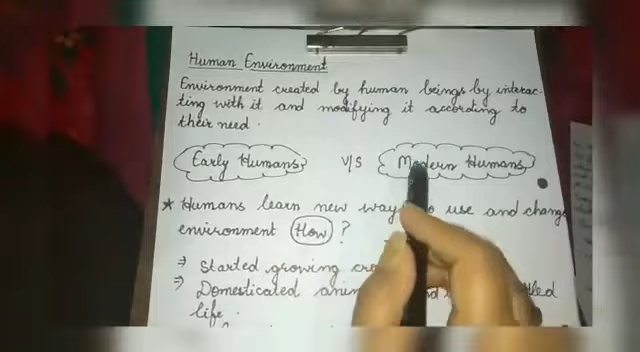 Human Environment
Environment created by human beings by interac-
ting with it and modifying it according to
their need.
Early Humans V/S Modern Humans
* Humans learn new way to use and change
environment How ?
⇒ Started growing
⇒ Domesticated
life.